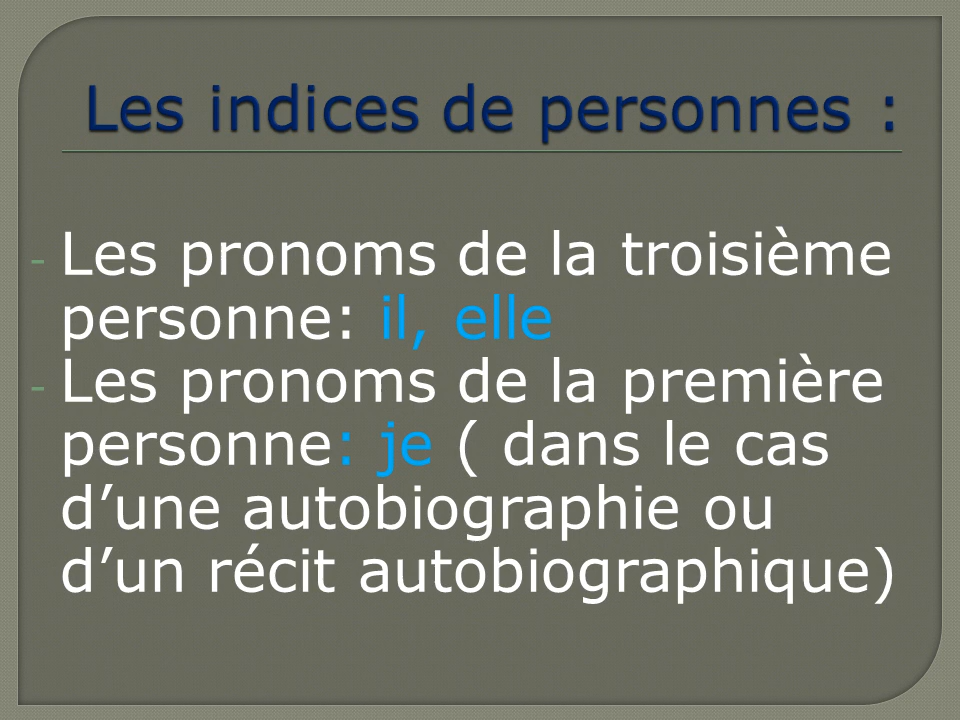 Les indices de personnes :
- Les pronoms de la troisième
personne: il, elle
- Les pronoms de la première
personne: je ( dans le cas
d’une autobiographie ou
d’un récit autobiographique)